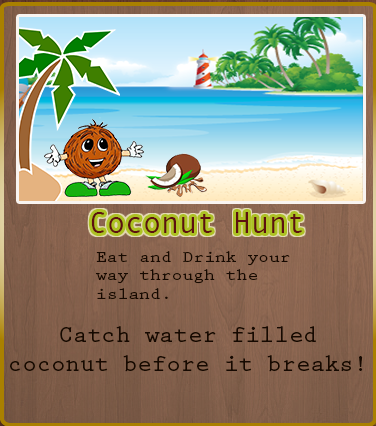 Coconut Hunt
Eat and Drink your
way through the
island.
Catch water filled
coconut before it breaks!